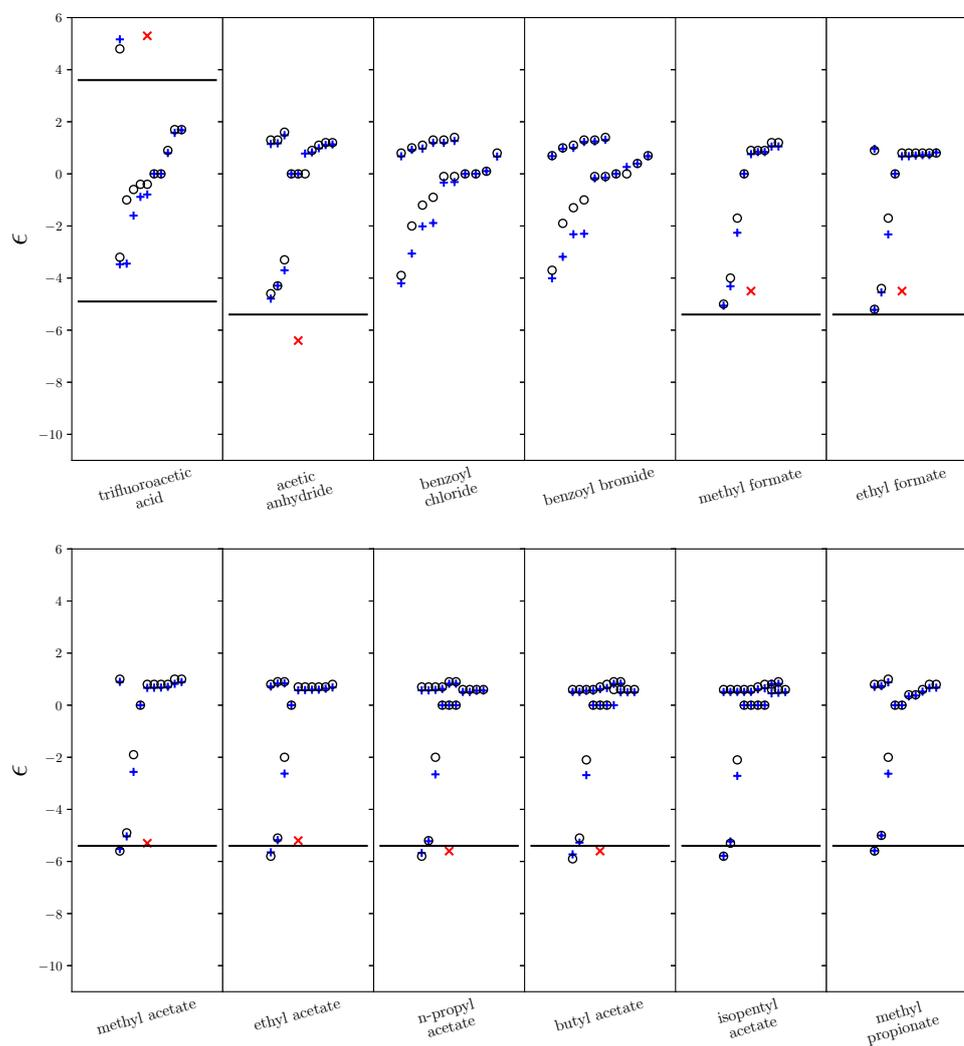 6
4
2
0
−2
−4
−6
−8
−10
ϵ
trifluoroacetic
acid
acetic
anhydride
benzoyl
chloride
benzoyl bromide
methyl formate
ethyl formate
6
4
2
0
−2
−4
−6
−8
−10
ϵ
methyl acetate
ethyl acetate
n-propyl
acetate
butyl acetate
isopentyl
acetate
methyl
propionate